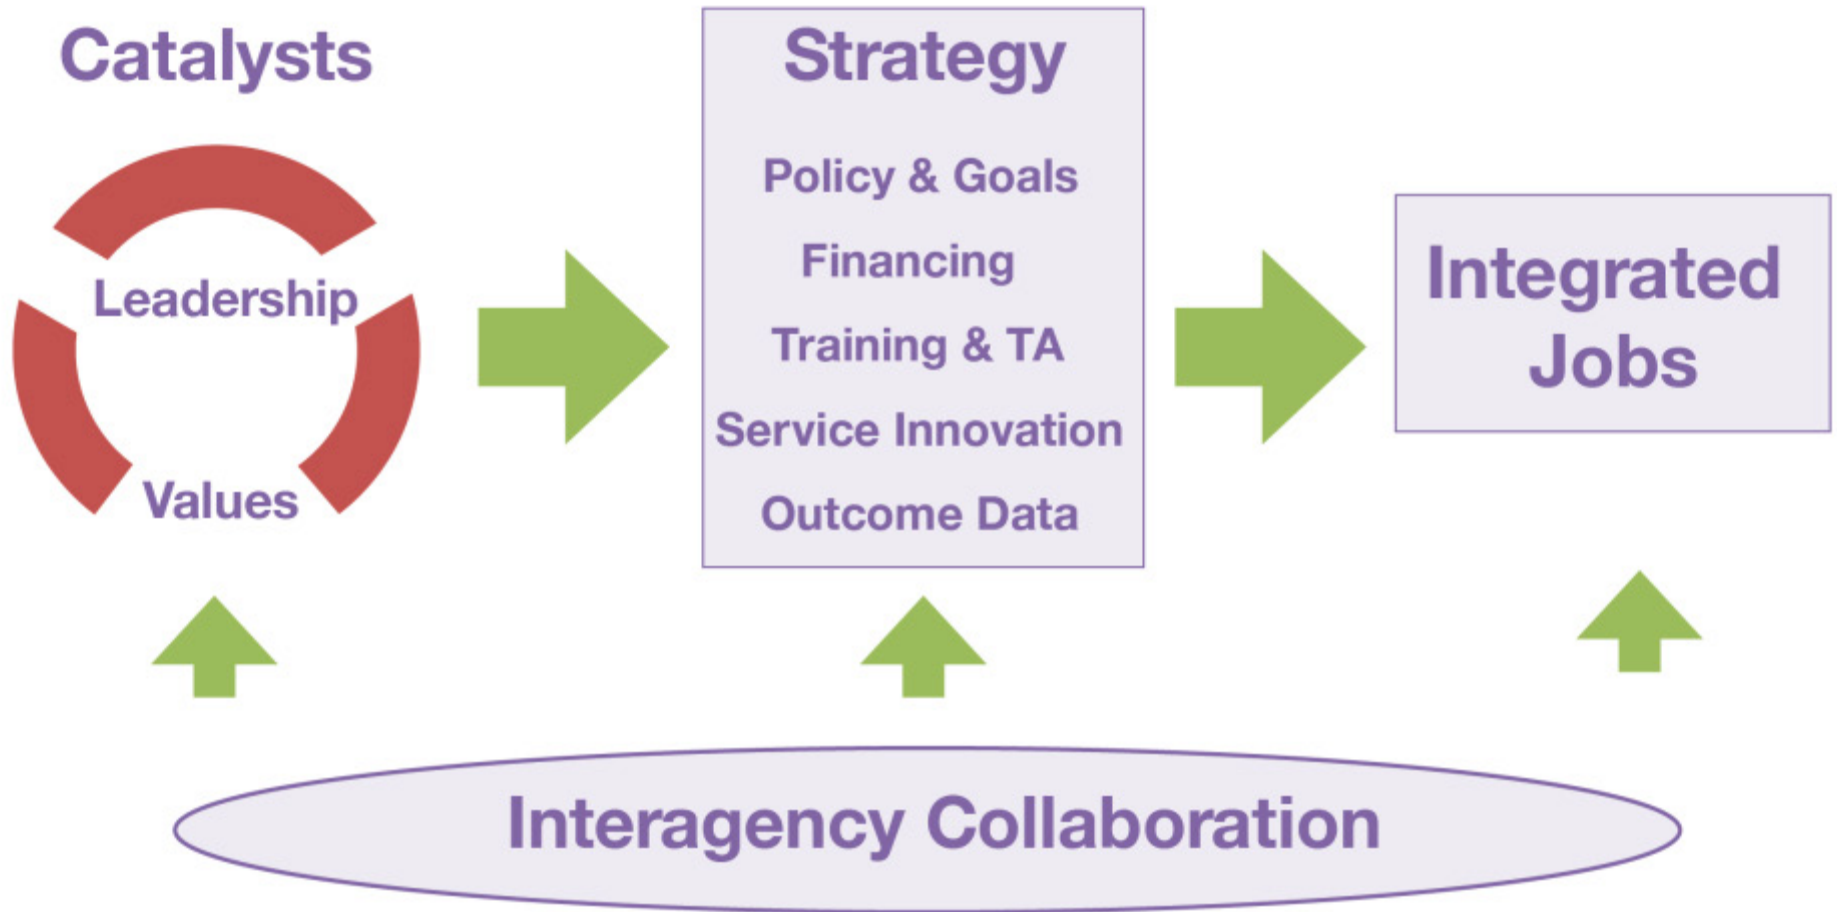 Catalysts
Leadership
Values
Strategy
Policy & Goals
Financing
Training & TA
Service Innovation
Outcome Data
Integrated
Jobs
Interagency Collaboration